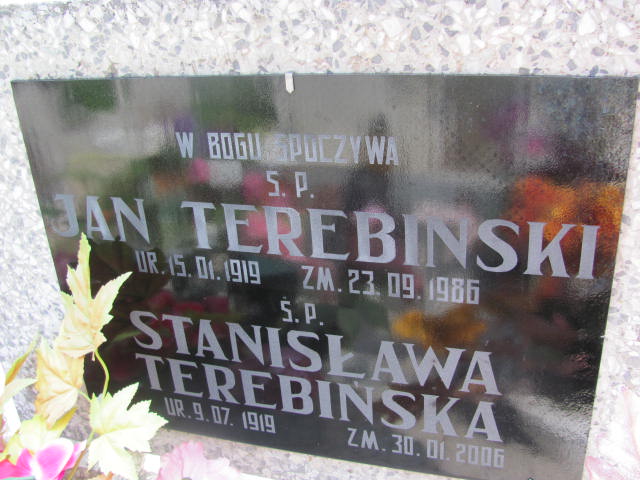 W BOGU SPOCZYWA
Ś. P.
JAN TEREBIŃSKI
UR. 15. 01. 1919 ZM. 23. 09. 1986
Ś. P.
STANISŁAWA
TEREBIŃSKA
UR. 9. 07. 1919 ZM. 30. 01. 2006